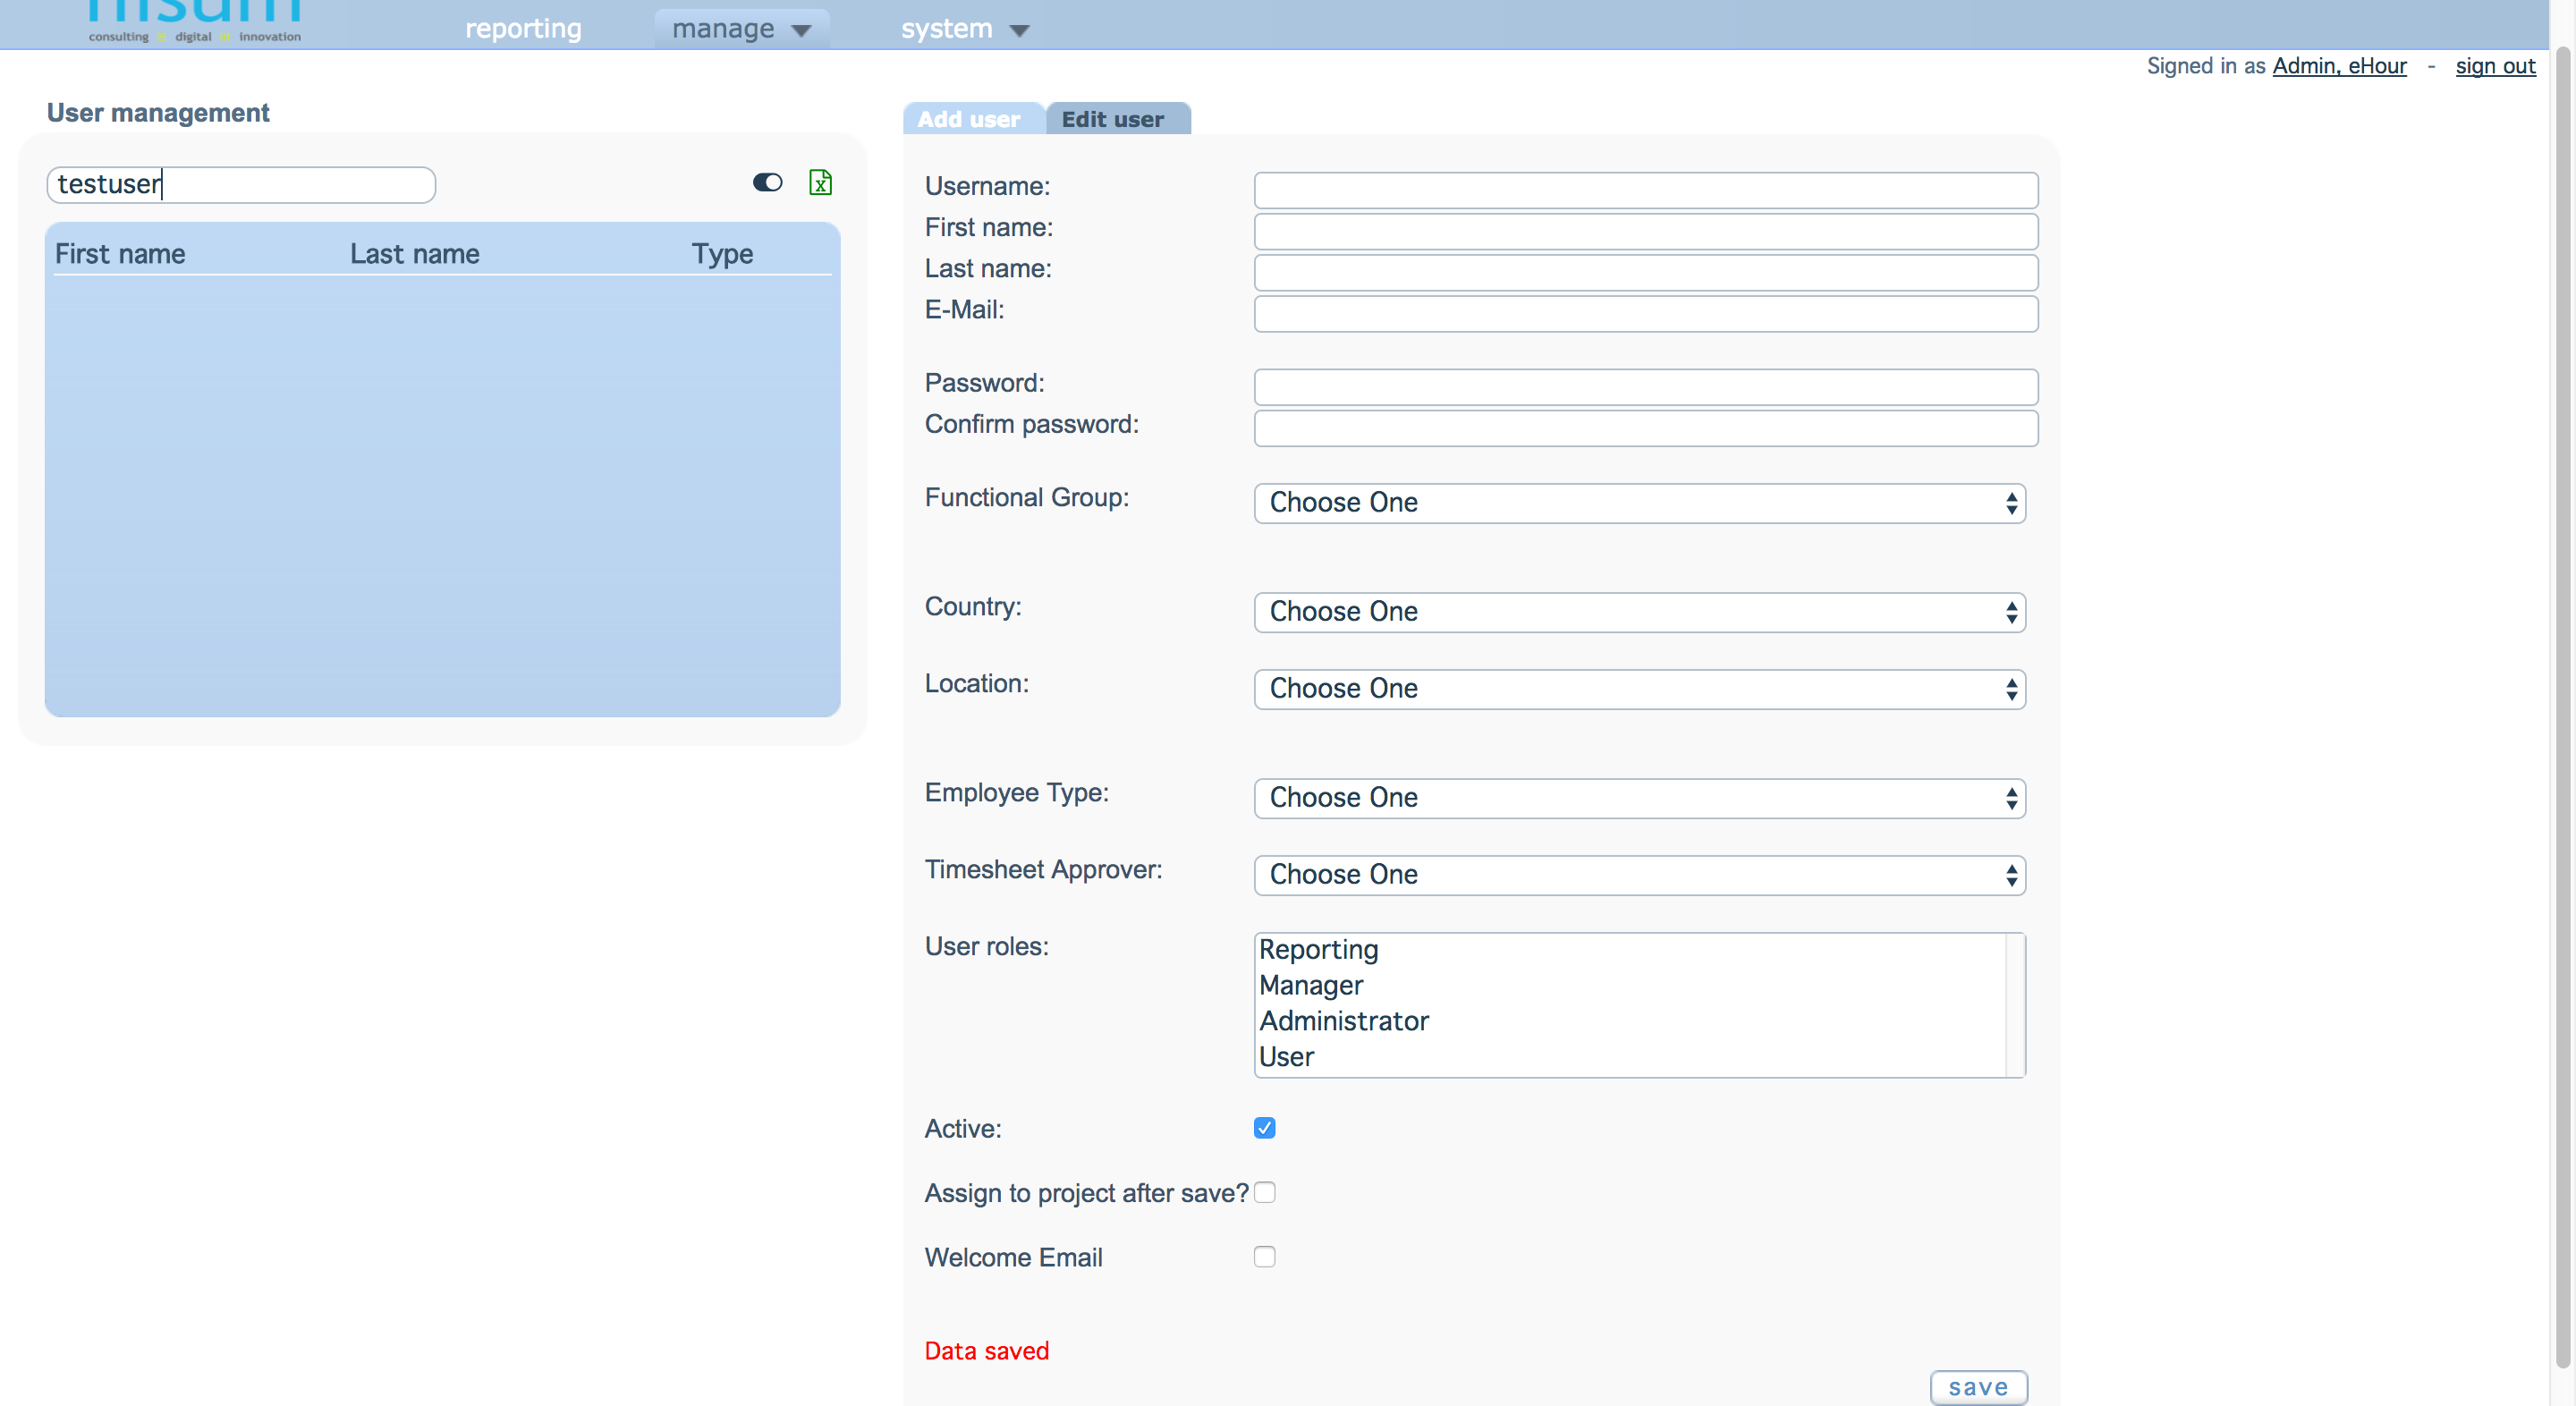 consulting digital innovation
reporting
manage
system
Signed in as Admin, eHour - sign out
User management
Add user
Edit user
testuser
First name Last name Type
Username:
First name:
Last name:
E-Mail:
Password:
Confirm password:
Functional Group: Choose One
Country: Choose One
Location: Choose One
Employee Type: Choose One
Timesheet Approver: Choose One
User roles: Reporting
Manager
Administrator
User
Active:
Assign to project after save?
Welcome Email
Data saved
save